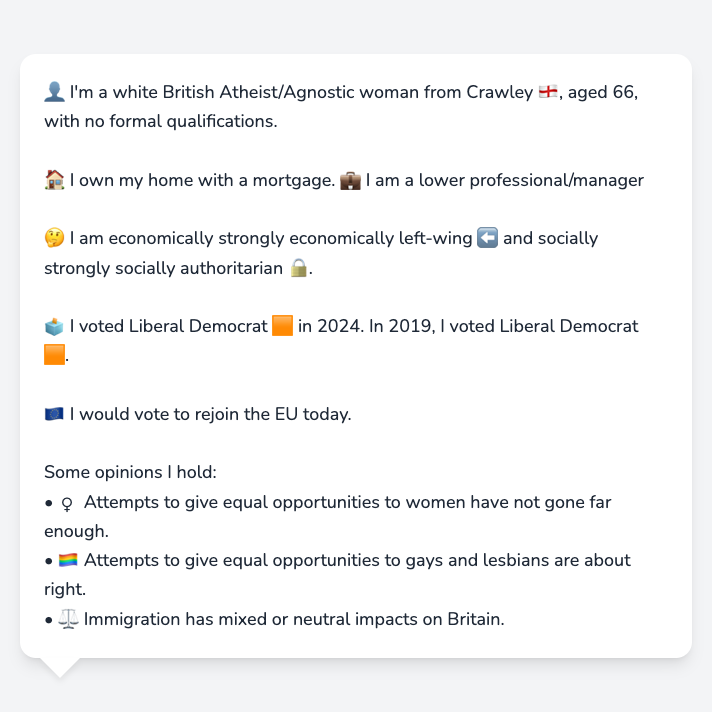 👤 I'm a white British Atheist/Agnostic woman from Crawley 🏴󠁧󠁢󠁥󠁮󠁧󠁿, aged 66,
with no formal qualifications.
🏠 I own my home with a mortgage. 💼 I am a lower professional/manager
🤔 I am economically strongly economically left-wing ⬅️ and socially
strongly socially authoritarian 🔒.
🗳️ I voted Liberal Democrat 🟧 in 2024. In 2019, I voted Liberal Democrat
🟧.
🇪🇺 I would vote to rejoin the EU today.
Some opinions I hold:
• ♀ Attempts to give equal opportunities to women have not gone far
enough.
• 🏳️‍🌈 Attempts to give equal opportunities to gays and lesbians are about
right.
• ⚖️ Immigration has mixed or neutral impacts on Britain.